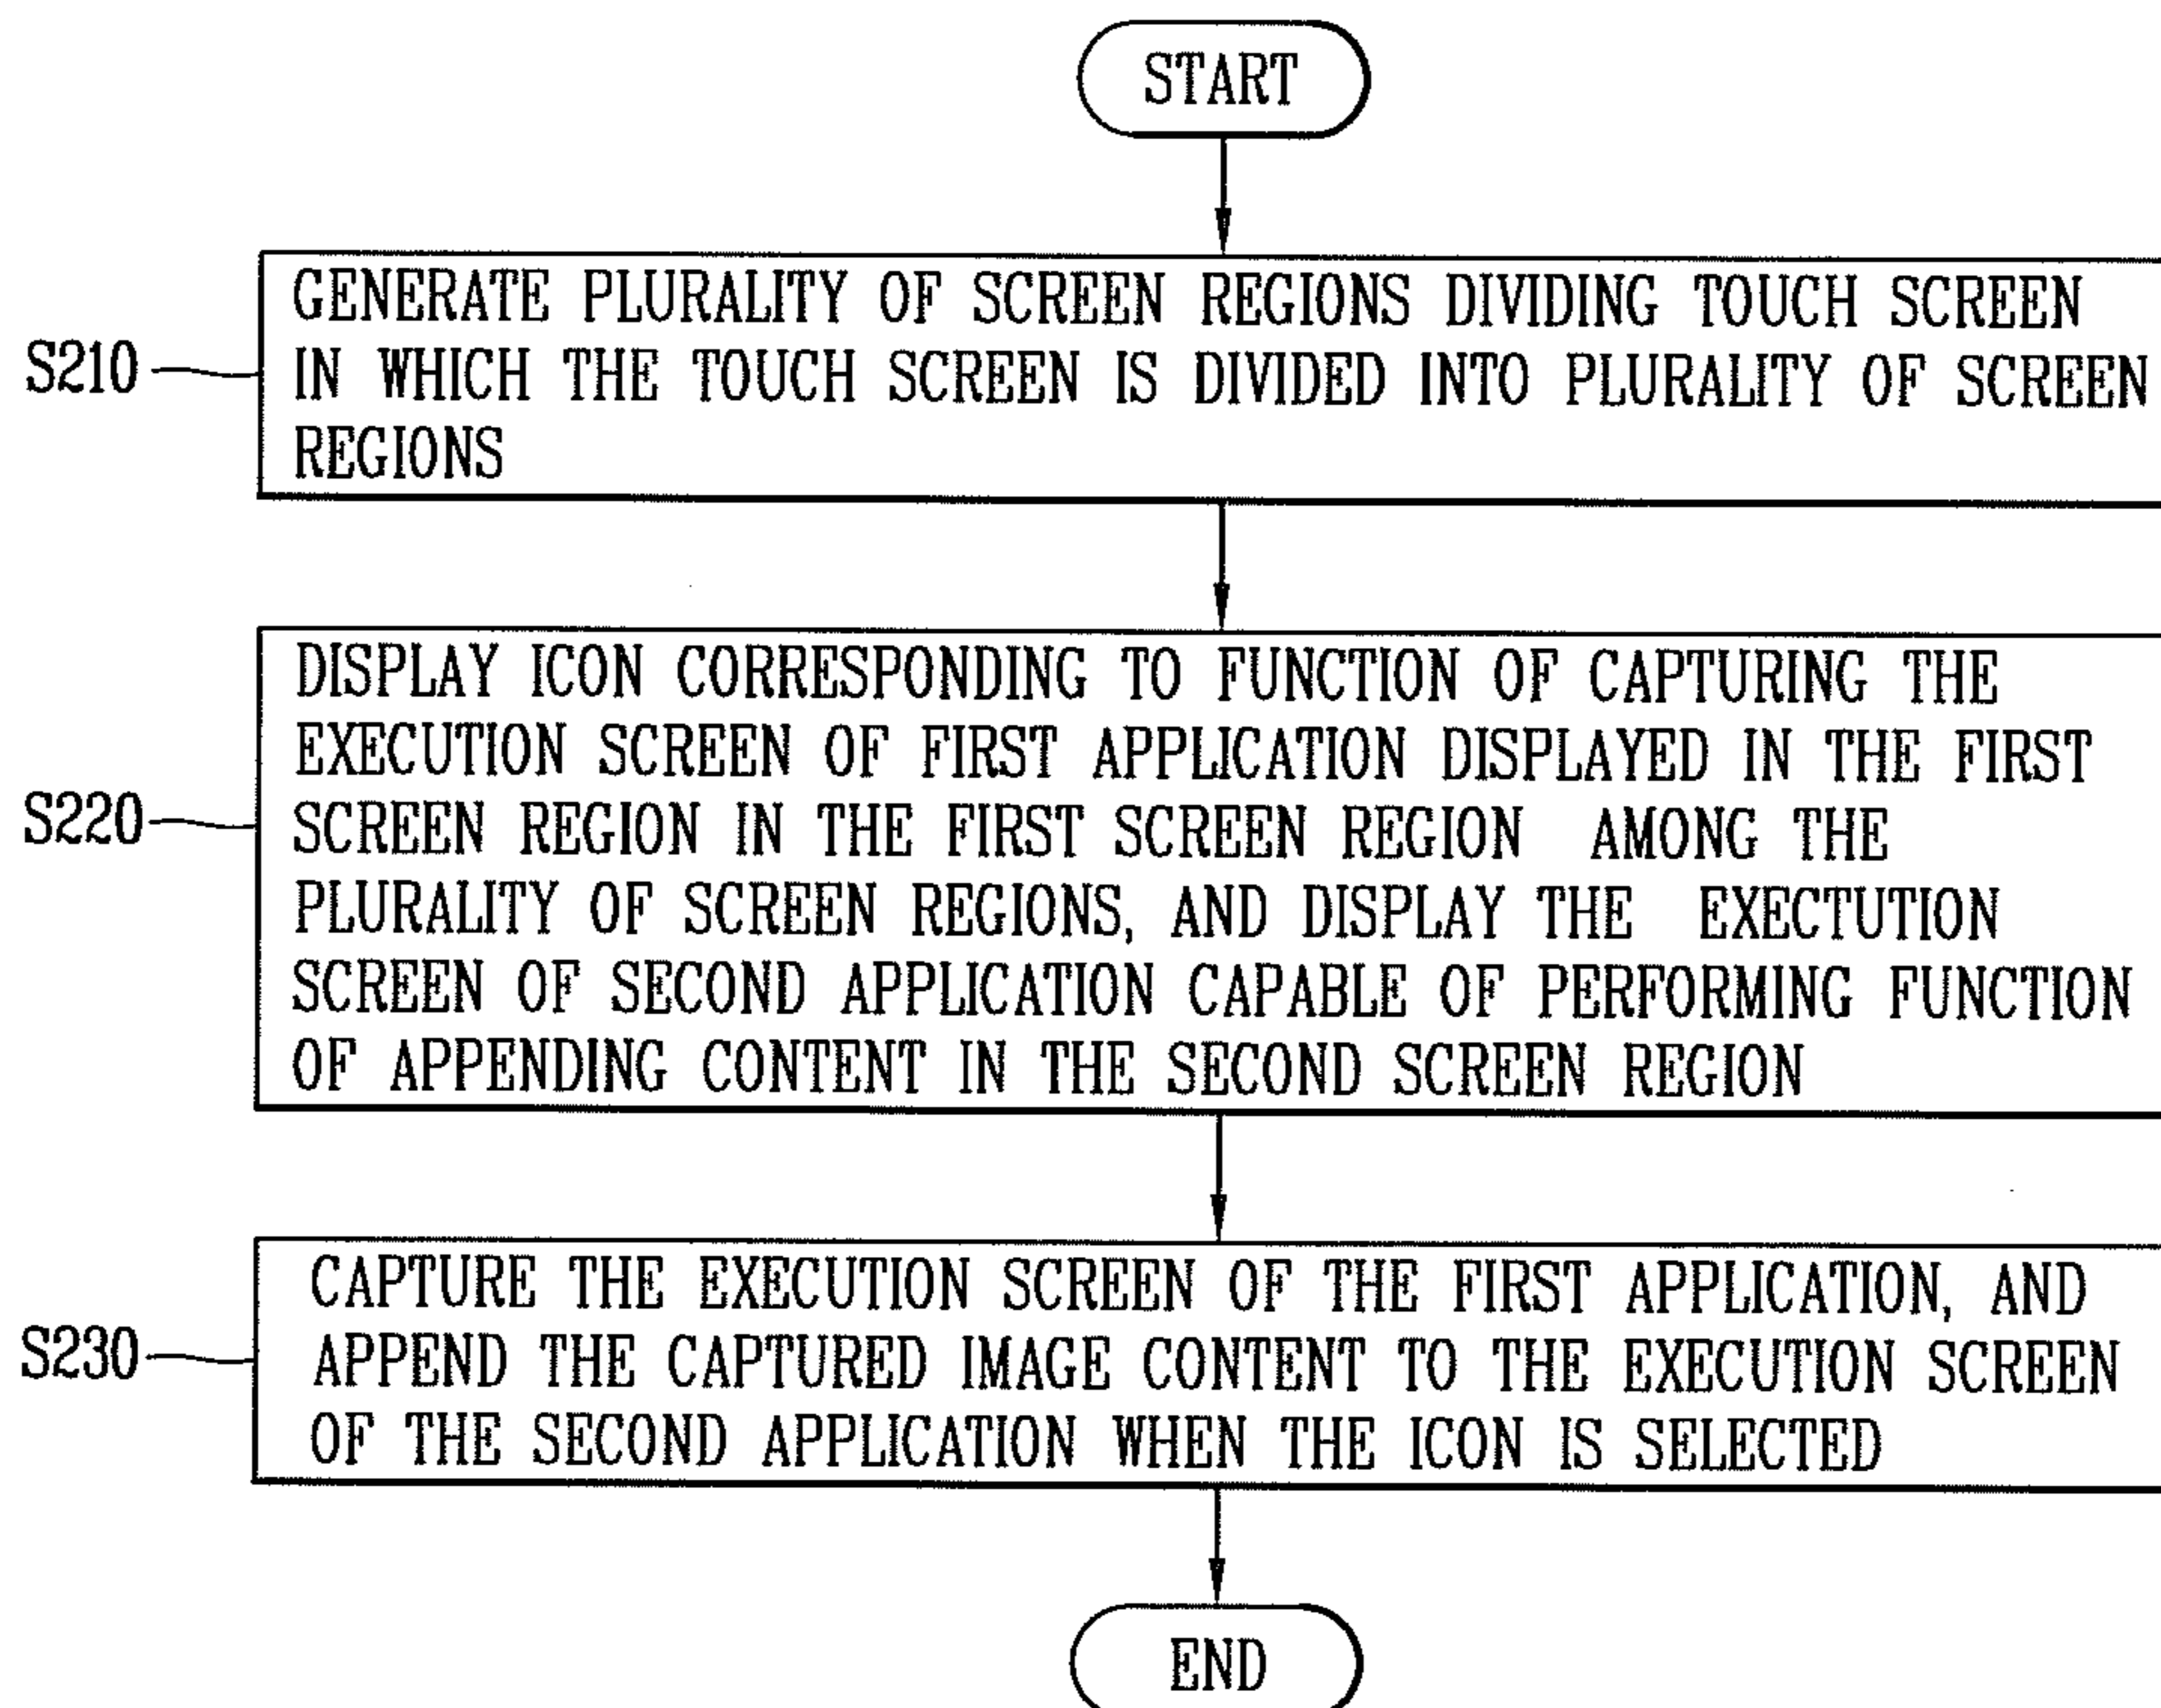 START
GENERATE PLURALITY OF SCREEN REGIONS DIVIDING TOUCH SCREEN
S210
IN WHICH THE TOUCH SCREEN IS DIVIDED INTO PLURALITY OF SCREEN
REGIONS
DISPLAY ICON CORRESPONDING TO FUNCTION OF CAPTURING THE
EXECUTION SCREEN OF FIRST APPLICATION DISPLAYED IN THE FIRST
S220
SCREEN REGION IN THE FIRST SCREEN REGION AMONG THE
PLURALITY OF SCREEN REGIONS, AND DISPLAY THE EXECTUTION
SCREEN OF SECOND APPLICATION CAPABLE OF PERFORMING FUNCTION
OF APPENDING CONTENT IN THE SECOND SCREEN REGION
CAPTURE THE EXECUTION SCREEN OF THE FIRST APPLICATION, AND
S230
APPEND THE CAPTURED IMAGE CONTENT TO THE EXECUTION SCREEN
OF THE SECOND APPLICATION WHEN THE ICON IS SELECTED
END